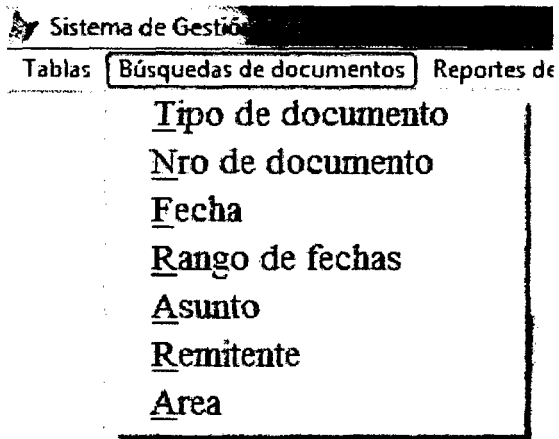 Sistema de Gestión
Tablas Búsquedas de documentos Reportes de
Tipo de documento
Nro de documento
Fecha
Rango de fechas
Asunto
Remitente
Area